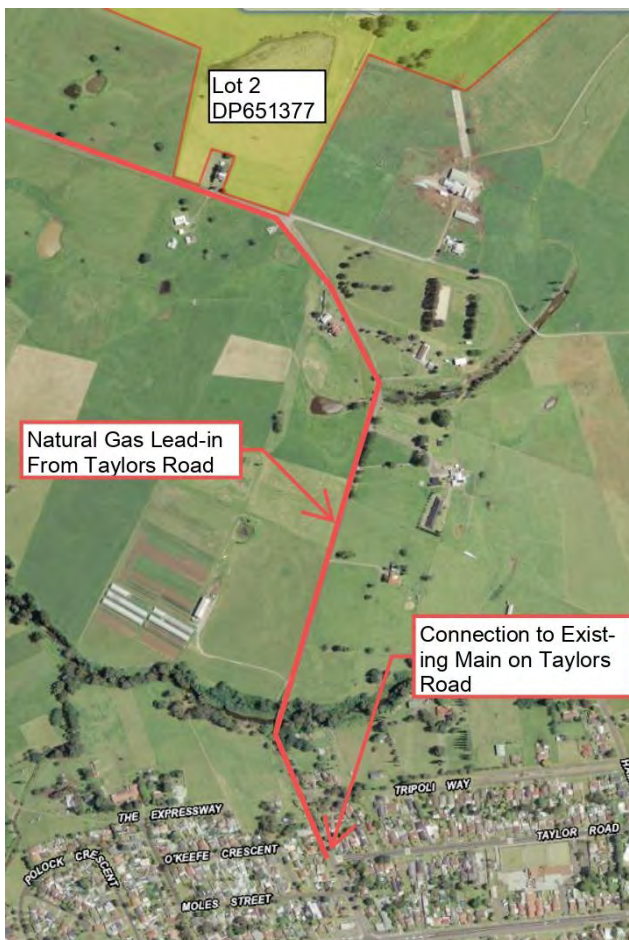 Lot 2
DP651377
Natural Gas Lead-in
From Taylors Road
Connection to Exist-
ing Main on Taylors
Road
TRIPOLI WAY
THE EXPRESSWAY
TAYLOR ROAD
O'KEEFE CRESCENT
POLOCK CRESCENT
MOLES STREET